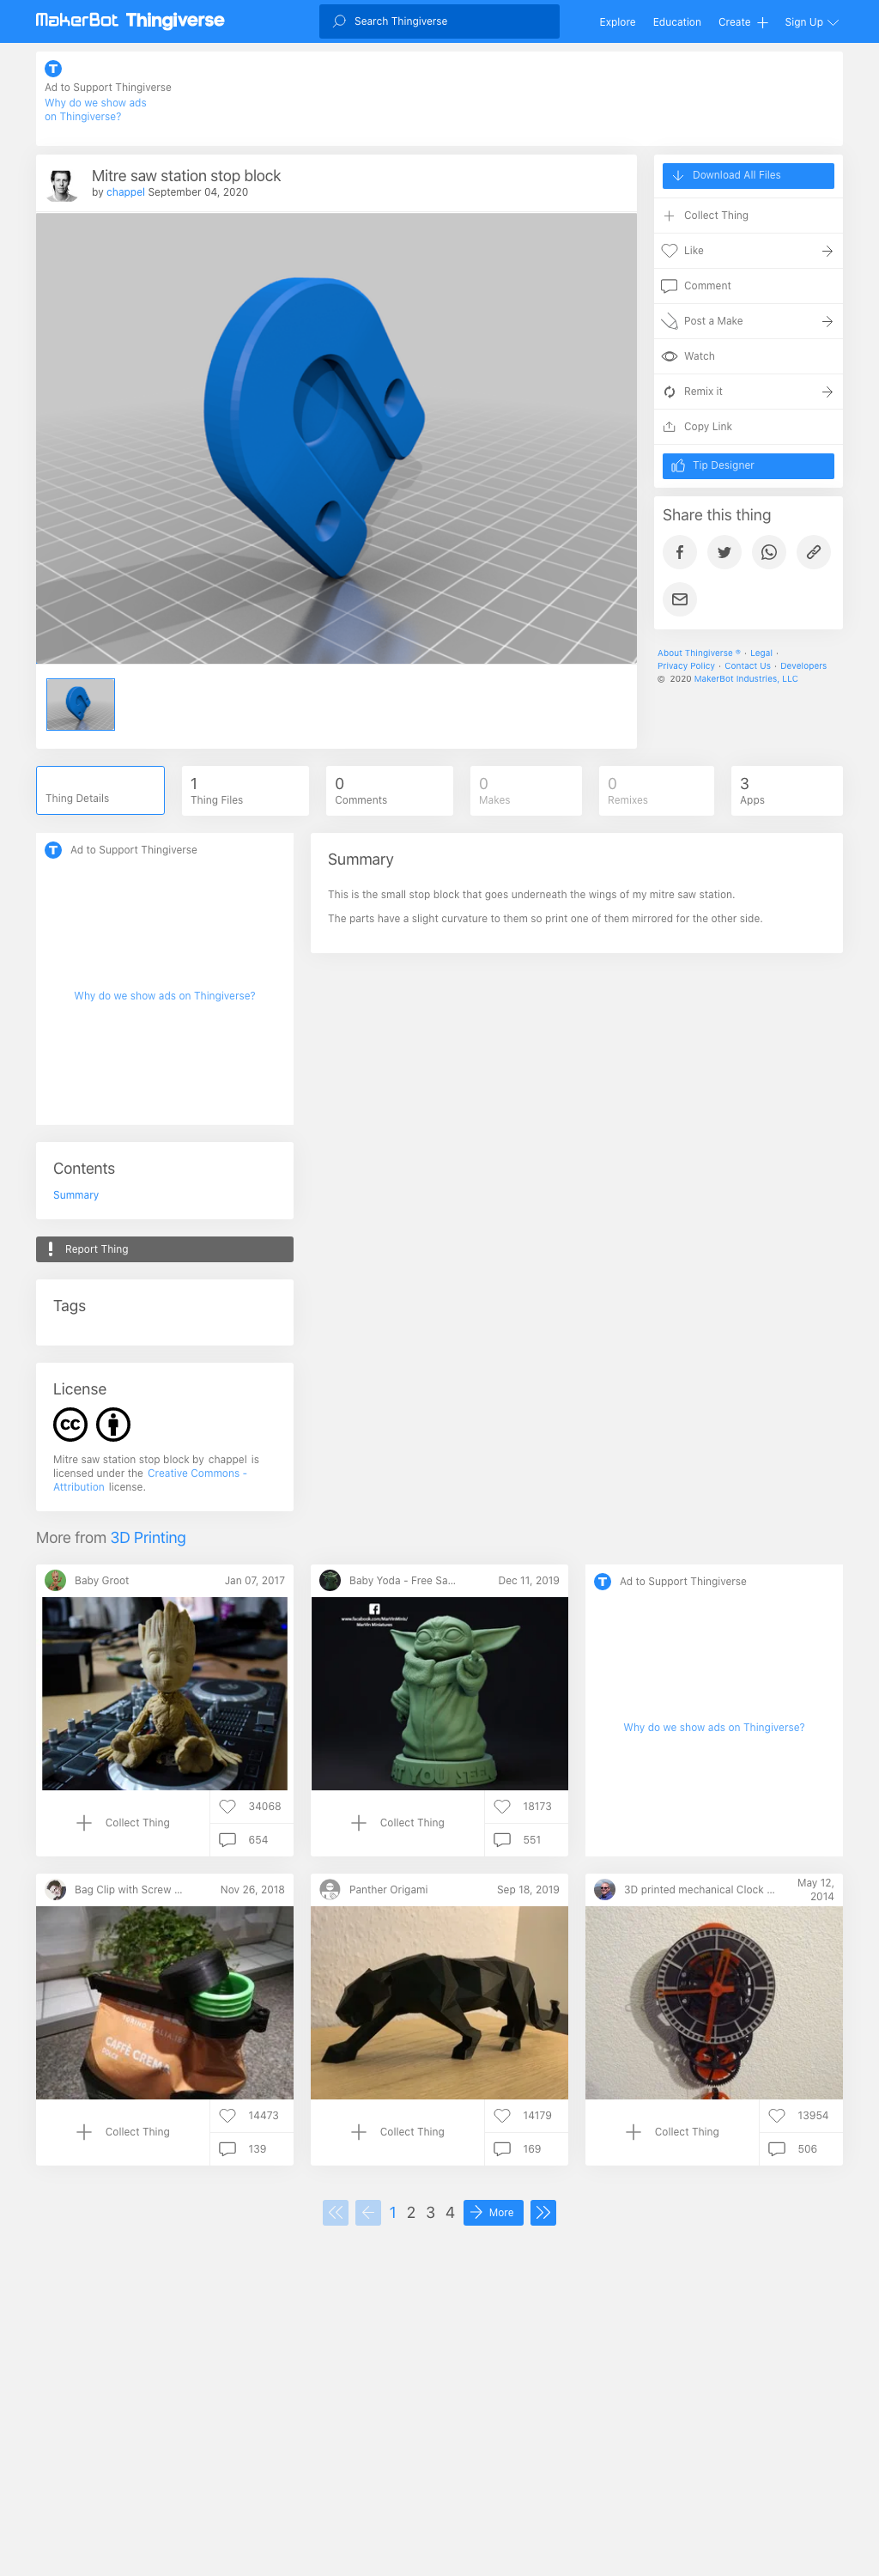 MakerBot Thingiverse
Search Thingiverse
Explore
Education
Create
Sign Up
Ad to Support Thingiverse
Why do we show ads
on Thingiverse?
Mitre saw station stop block
by chappel September 04, 2020
Download All Files
Collect Thing
Like
Comment
Post a Make
Watch
Remix it
Copy Link
Tip Designer
Share this thing
About Thingiverse ® · Legal ·
Privacy Policy · Contact Us · Developers
© 2020 MakerBot Industries, LLC
Thing Details
1
Thing Files
0
Comments
0
Makes
0
Remixes
3
Apps
Ad to Support Thingiverse
Why do we show ads on Thingiverse?
Summary
This is the small stop block that goes underneath the wings of my mitre saw station.
The parts have a slight curvature to them so print one of them mirrored for the other side.
Contents
Summary
Report Thing
Tags
License
cc
Mitre saw station stop block by chappel is
licensed under the Creative Commons -
Attribution license.
More from 3D Printing
Baby Groot
Jan 07, 2017
Collect Thing
34068
654
Baby Yoda - Free Sa...
Dec 11, 2019
www.facebook.com/MarVinMinis/
MarVin Miniatures
Collect Thing
18173
551
Ad to Support Thingiverse
Why do we show ads on Thingiverse?
Bag Clip with Screw ...
Nov 26, 2018
CAFFÈ CREMA
DOLCE
Collect Thing
14473
139
Panther Origami
Sep 18, 2019
Collect Thing
14179
169
3D printed mechanical Clock ...
May 12,
2014
Collect Thing
13954
506
1 2 3 4
More